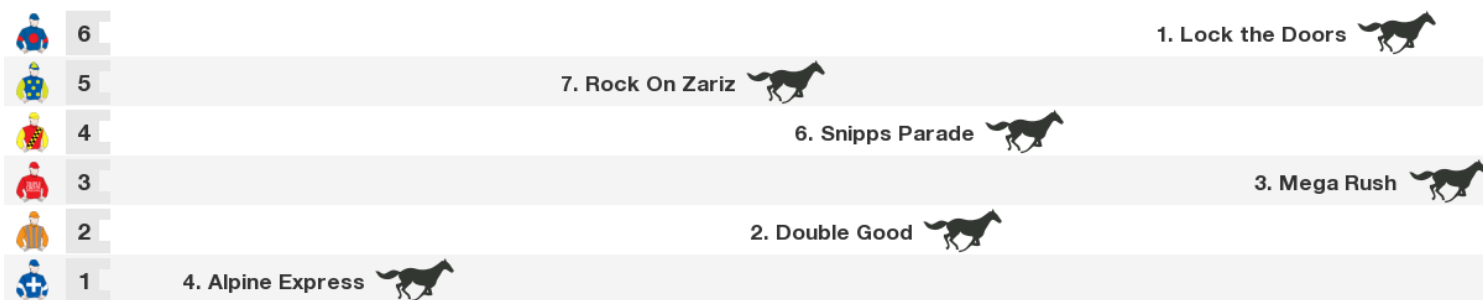 6 1. Lock the Doors
5 7. Rock On Zariz
4 6. Snipps Parade
3 3. Mega Rush
2 2. Double Good
1 4. Alpine Express